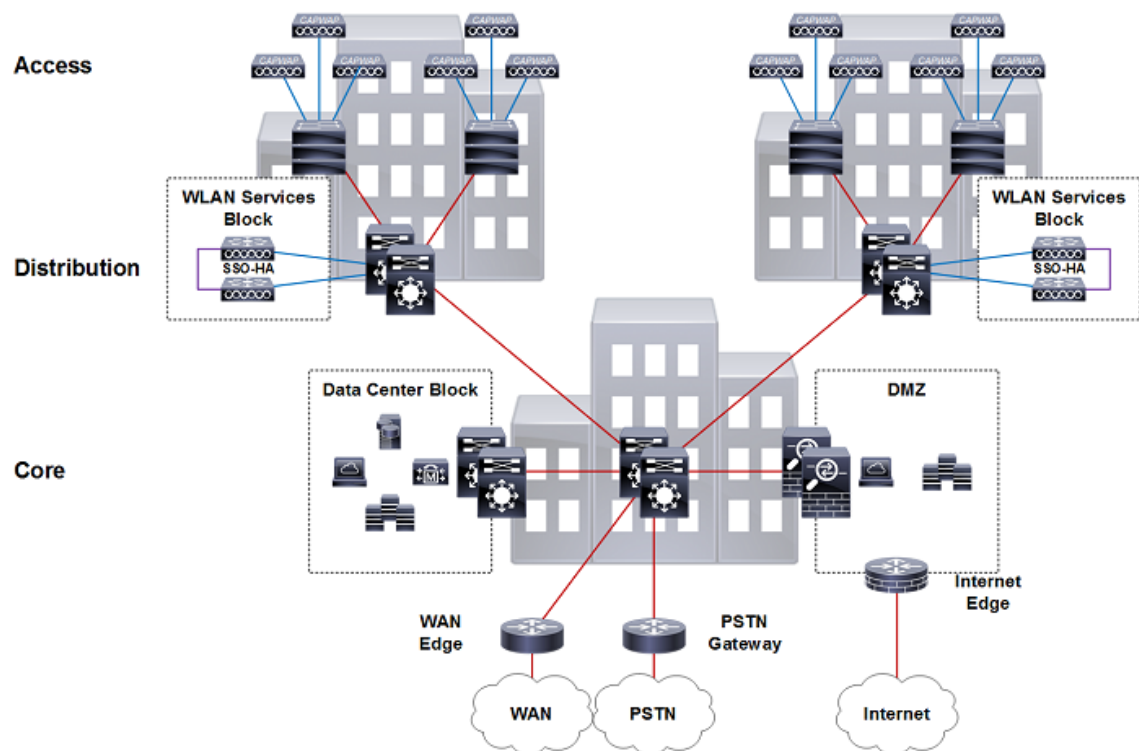 CAPWAP
CAPWAP
CAPWAP
CAPWAP
Access
CAPWAP
CAPWAP
CAPWAP
CAPWAP
CAPWAP
CAPWAP
CAPWAP
CAPWAP
WLAN Services
Block
WLAN Services
Block
Distribution
SSO-HA
SSO-HA
Data Center Block
DMZ
Core
M
WAN
Edge
PSTN
Gateway
Internet
Edge
WAN
PSTN
Internet